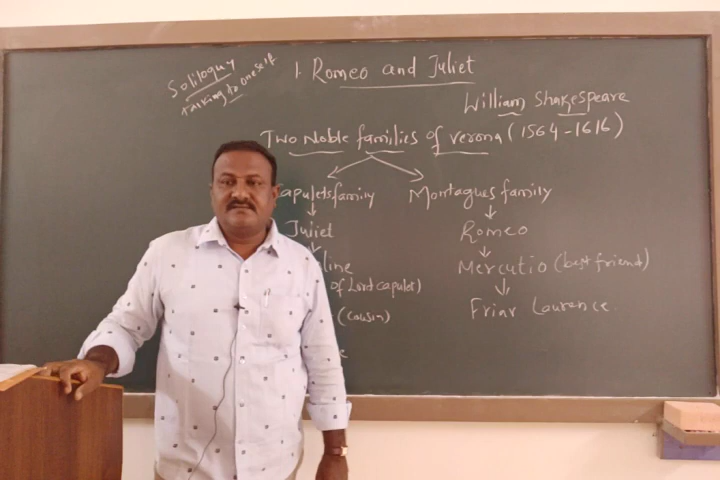 Soliloquy
Talking to oneself
1. Romeo and Juliet
William Shakespeare
Two Noble families of Verona (1564-1616)
Capulets family
Montagues family
Juliet
Romeo
Mercutio (best friend)
of Lord capulet)
Friar Laurence
(cousin)